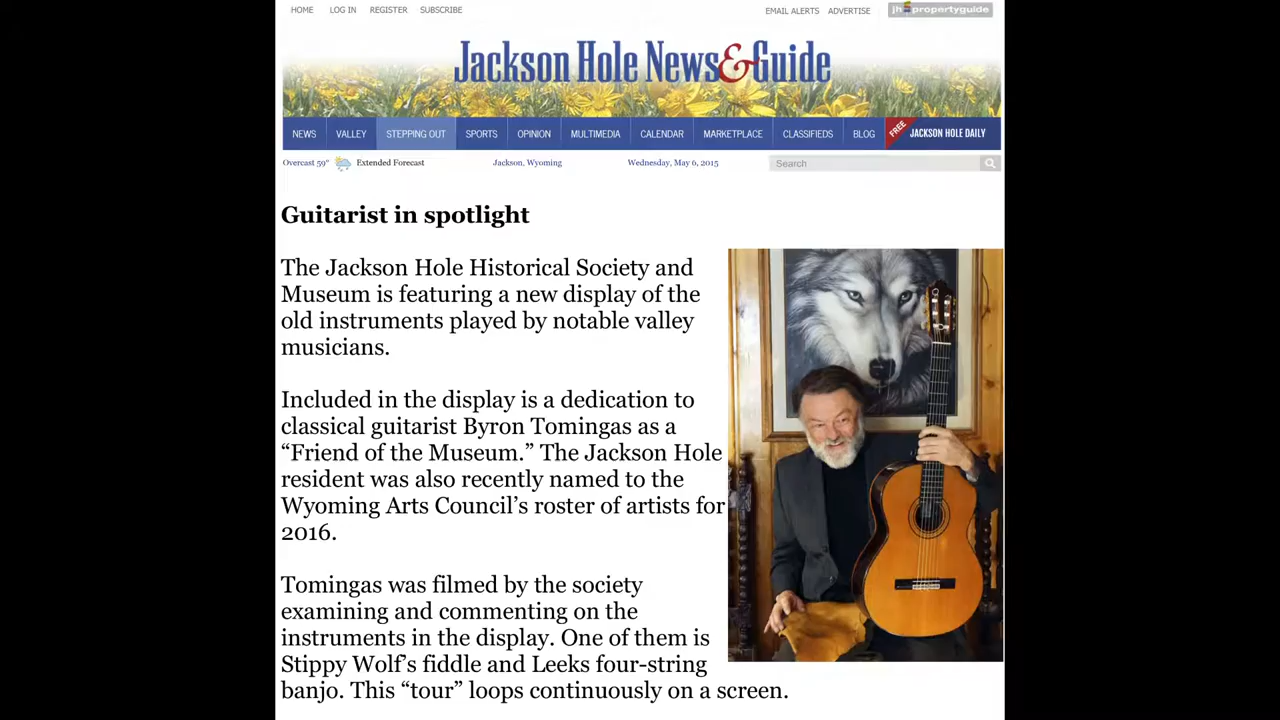 HOME LOG IN REGISTER SUBSCRIBE EMAIL ALERTS ADVERTISE jh propertyguide
Jackson Hole News&Guide
NEWS VALLEY STEPPING OUT SPORTS OPINION MULTIMEDIA CALENDAR MARKETPLACE CLASSIFIEDS BLOG FREE JACKSON HOLE DAILY
Overcast 59° Extended Forecast Jackson, Wyoming Wednesday, May 6, 2015 Search
Guitarist in spotlight
The Jackson Hole Historical Society and
Museum is featuring a new display of the
old instruments played by notable valley
musicians.
Included in the display is a dedication to
classical guitarist Byron Tomingas as a
“Friend of the Museum.” The Jackson Hole
resident was also recently named to the
Wyoming Arts Council’s roster of artists for
2016.
Tomingas was filmed by the society
examining and commenting on the
instruments in the display. One of them is
Stippy Wolf’s fiddle and Leeks four-string
banjo. This “tour” loops continuously on a screen.